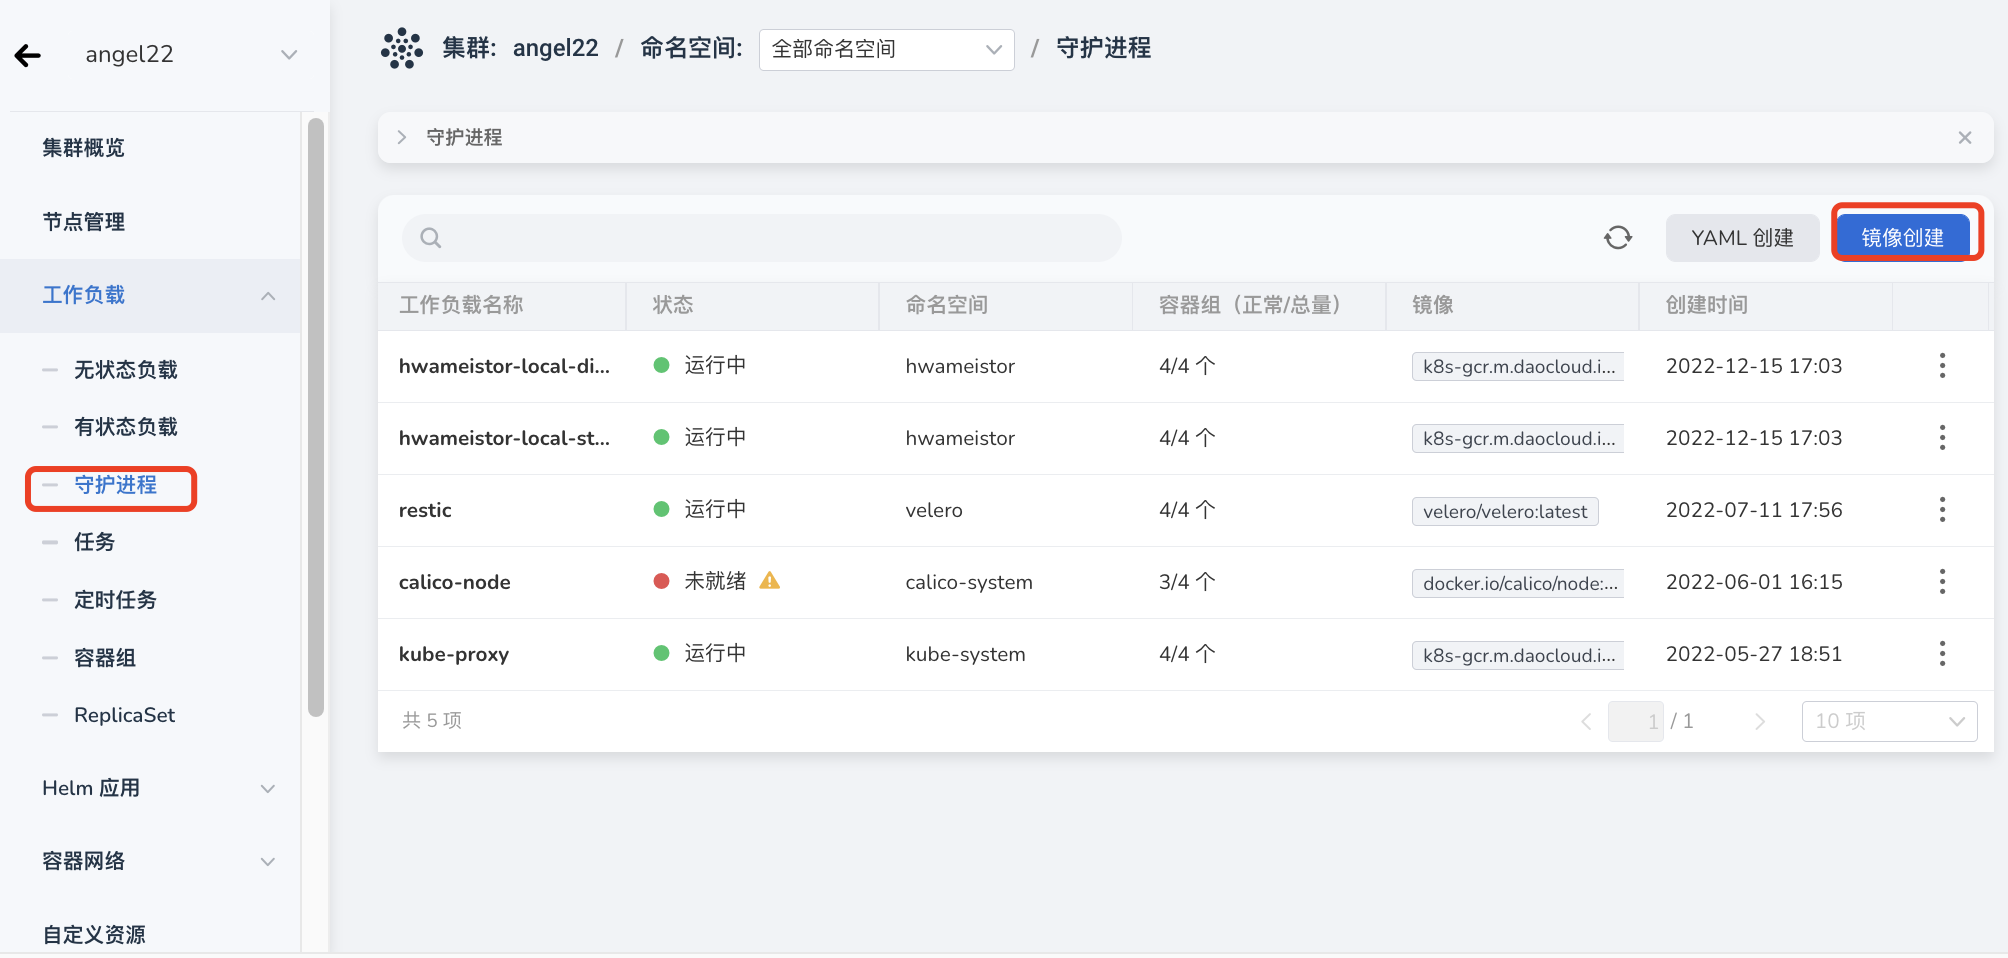 angel22
集群概览
节点管理
工作负载
无状态负载
有状态负载
守护进程
任务
定时任务
容器组
ReplicaSet
Helm 应用
容器网络
自定义资源
集群: angel22 / 命名空间: 全部命名空间 / 守护进程
守护进程
YAML 创建 镜像创建
工作负载名称 状态 命名空间 容器组（正常/总量） 镜像 创建时间
hwameistor-local-di... 运行中 hwameistor 4/4 个 k8s-gcr.m.daocloud.i... 2022-12-15 17:03
hwameistor-local-st... 运行中 hwameistor 4/4 个 k8s-gcr.m.daocloud.i... 2022-12-15 17:03
restic 运行中 velero 4/4 个 velero/velero:latest 2022-07-11 17:56
calico-node 未就绪 calico-system 3/4 个 docker.io/calico/node:... 2022-06-01 16:15
kube-proxy 运行中 kube-system 4/4 个 k8s-gcr.m.daocloud.i... 2022-05-27 18:51
共 5 项 1 / 1 10 项